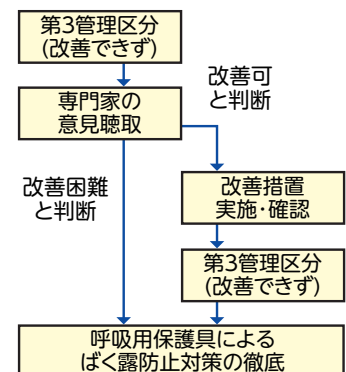 第3管理区分
(改善できず)
専門家の
意見聴取
改善可
と判断
改善困難
と判断
改善措置
実施・確認
第3管理区分
(改善できず)
呼吸用保護具による
ばく露防止対策の徹底